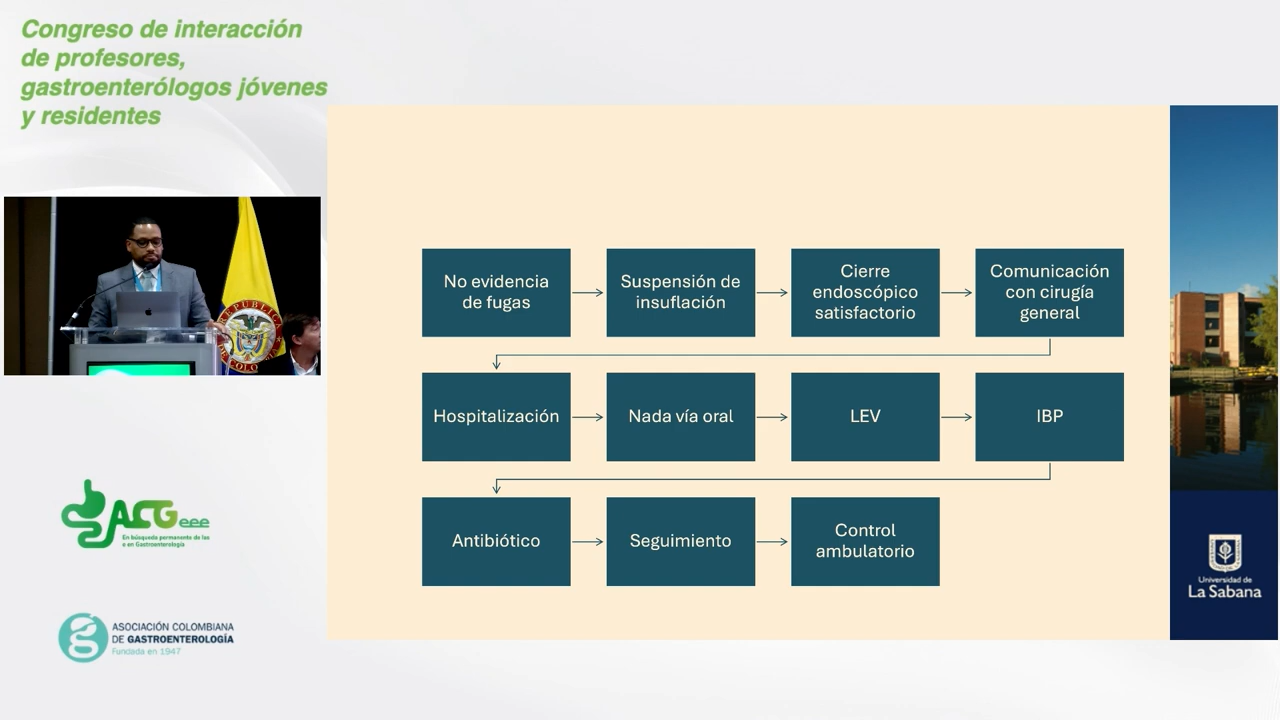 Congreso de interacción
de profesores,
gastroenterólogos jóvenes
y residentes
No evidencia
de fugas
Suspensión de
insuflación
Cierre
endoscópico
satisfactorio
Comunicación
con cirugía
general
Hospitalización
Nada vía oral
LEV
IBP
Antibiótico
Seguimiento
Control
ambulatorio
ACGeee
En búsqueda permanente de las
e en Gastroenterología
ASOCIACIÓN COLOMBIANA
DE GASTROENTEROLOGÍA
Fundada en 1947
Universidad de
La Sabana